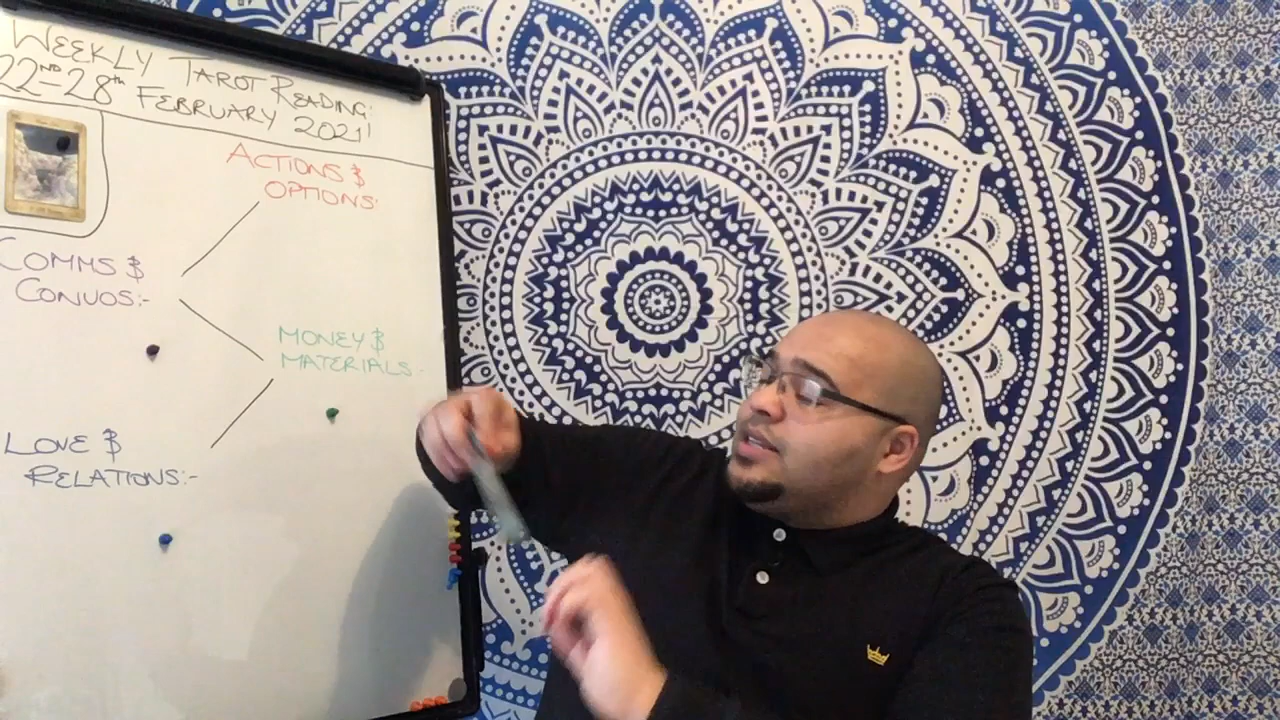 WEEKLY TAROT READING:
22ND-28th FEBRUARY 2021!
ACTIONS &
OPTIONS:-
COMMS &
CONVOS:-
MONEY &
MATERIALS:-
LOVE &
RELATIONS:-